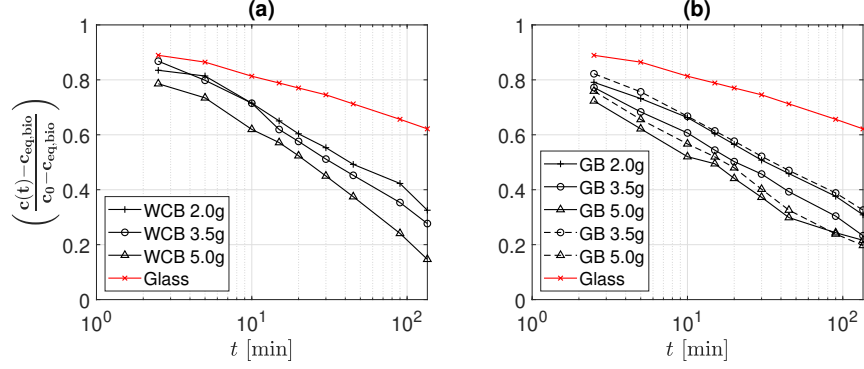 (a)
(b)
1
0.8
0.6
0.4
0.2
0
10^0
10^1
10^2
t [min]
(c(t)−c_eq,bio / c_0−c_eq,bio)
WCB 2.0g
WCB 3.5g
WCB 5.0g
Glass
1
0.8
0.6
0.4
0.2
0
10^0
10^1
10^2
t [min]
GB 2.0g
GB 3.5g
GB 5.0g
GB 3.5g
GB 5.0g
Glass